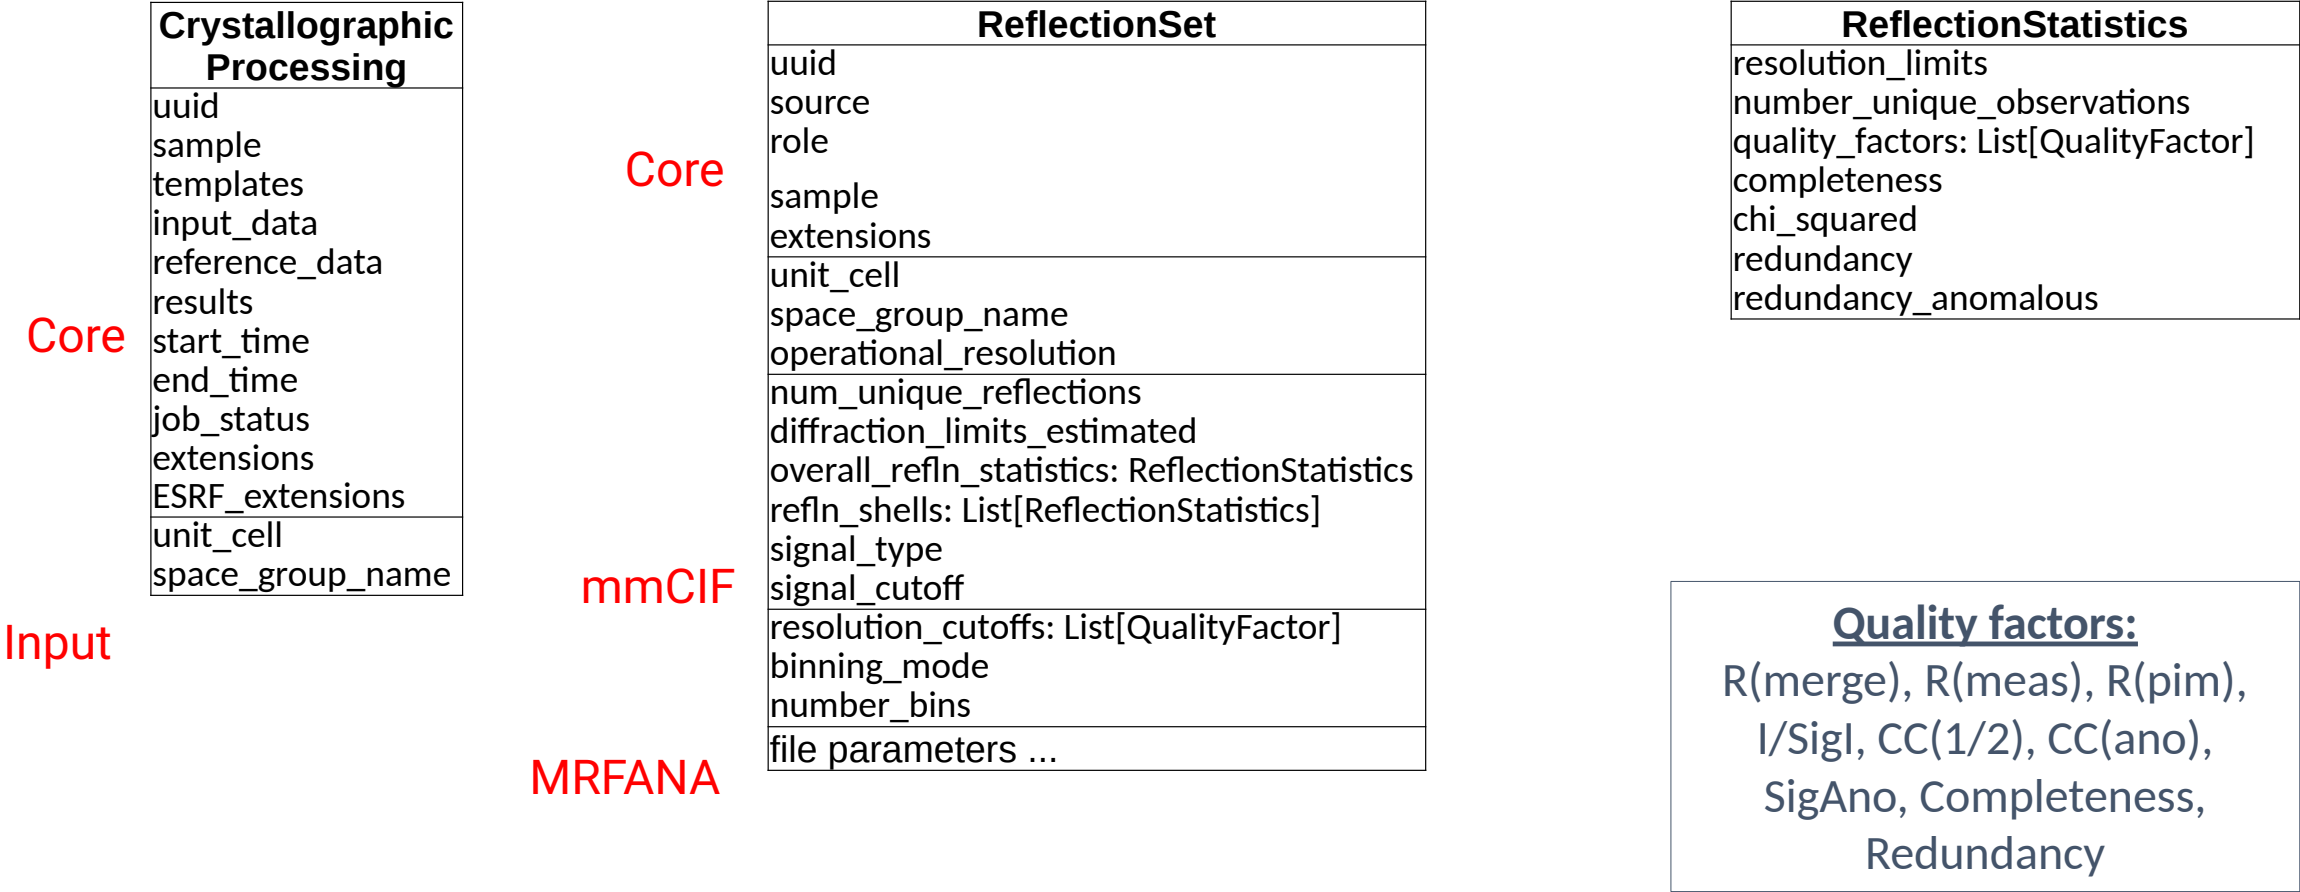 Crystallographic
Processing
uuid
sample
templates
input_data
reference_data
results
start_time
end_time
job_status
extensions
ESRF_extensions
unit_cell
space_group_name
Core
Input
ReflectionSet
uuid
source
role
sample
extensions
unit_cell
space_group_name
operational_resolution
num_unique_reflections
diffraction_limits_estimated
overall_refln_statistics: ReflectionStatistics
refln_shells: List[ReflectionStatistics]
signal_type
signal_cutoff
resolution_cutoffs: List[QualityFactor]
binning_mode
number_bins
file parameters ...
Core
mmCIF
MRFANA
ReflectionStatistics
resolution_limits
number_unique_observations
quality_factors: List[QualityFactor]
completeness
chi_squared
redundancy
redundancy_anomalous
Quality factors:
R(merge), R(meas), R(pim),
I/SigI, CC(1/2), CC(ano),
SigAno, Completeness,
Redundancy